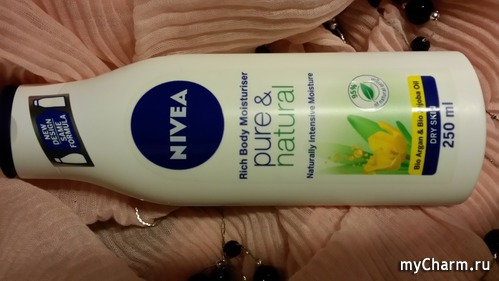 NEW
DESIGN
SAME
FORMULA
NIVEA
Rich Body Moisturiser
pure &
natural
Naturally Intensive Moisture
95%
Bio Argan & Bio Jojoba Oil
DRY SKIN
250 ml
myCharm.ru